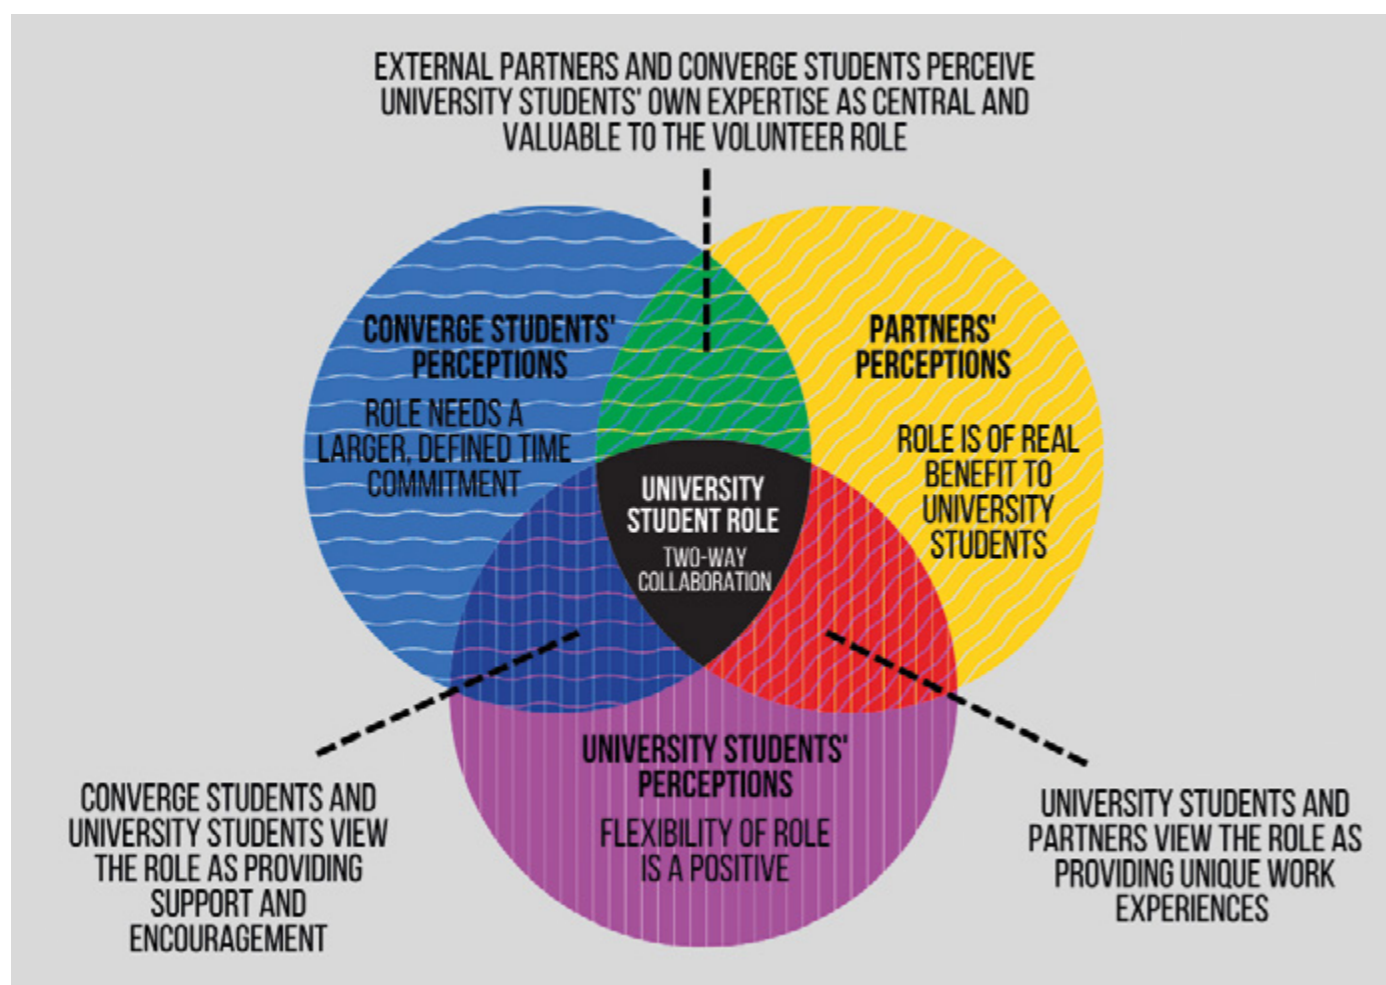 EXTERNAL PARTNERS AND CONVERGE STUDENTS PERCEIVE
UNIVERSITY STUDENTS' OWN EXPERTISE AS CENTRAL AND
VALUABLE TO THE VOLUNTEER ROLE
CONVERGE STUDENTS'
PERCEPTIONS
ROLE NEEDS A
LARGER, DEFINED TIME
COMMITMENT
PARTNERS'
PERCEPTIONS
ROLE IS OF REAL
BENEFIT TO
UNIVERSITY
STUDENTS
UNIVERSITY
STUDENT ROLE
TWO-WAY
COLLABORATION
UNIVERSITY STUDENTS'
PERCEPTIONS
FLEXIBILITY OF ROLE
IS A POSITIVE
CONVERGE STUDENTS AND
UNIVERSITY STUDENTS VIEW
THE ROLE AS PROVIDING
SUPPORT AND
ENCOURAGEMENT
UNIVERSITY STUDENTS AND
PARTNERS VIEW THE ROLE AS
PROVIDING UNIQUE WORK
EXPERIENCES